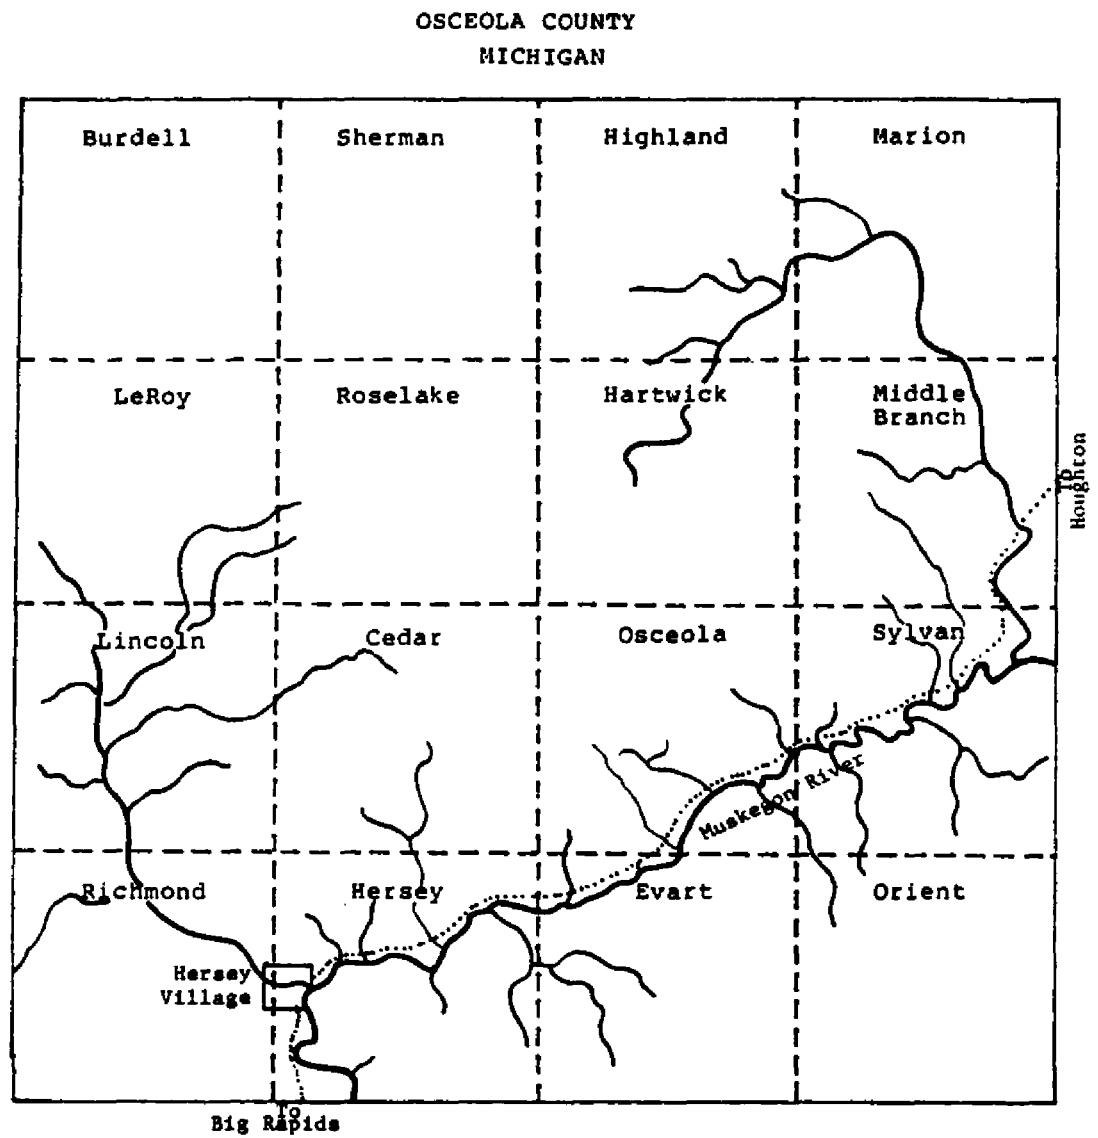 OSCEOLA COUNTY
MICHIGAN
Burdell
Sherman
Highland
Marion
LeRoy
Roselake
Hartwick
Middle
Branch
To
Houghton
Lincoln
Cedar
Osceola
Sylvan
Muskegon River
Richmond
Hersey
Evart
Orient
Hersey
Village
To
Big Rapids